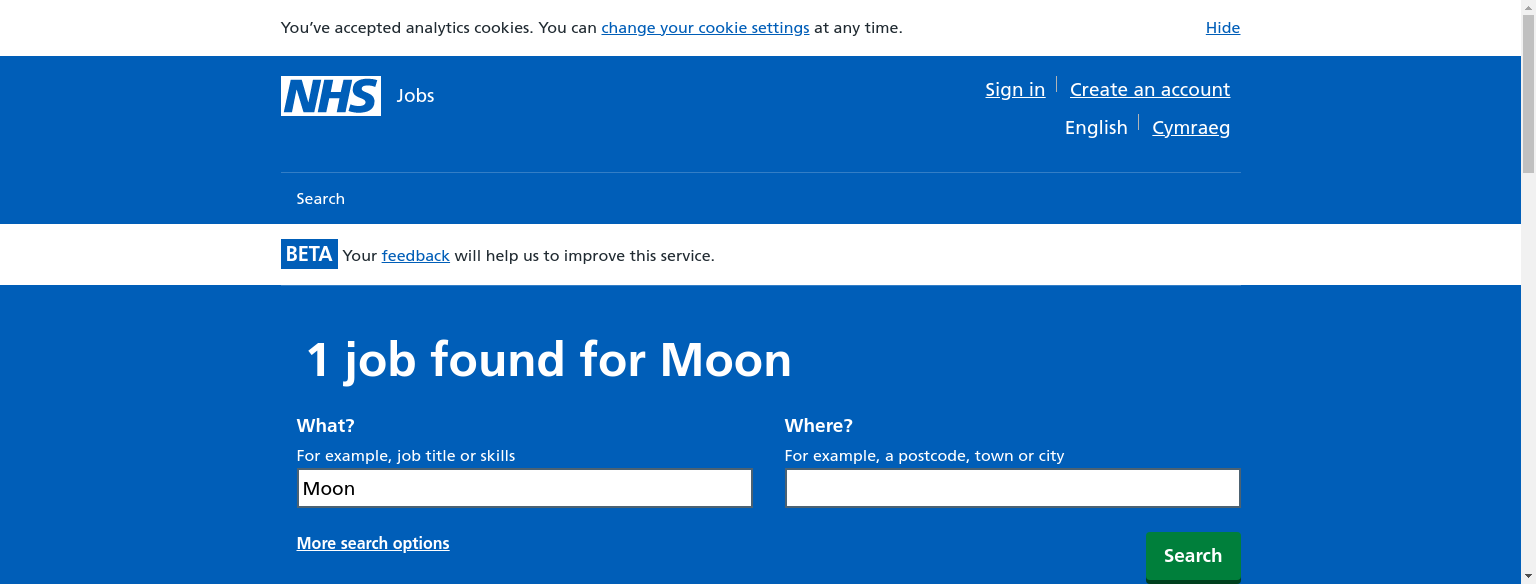 You’ve accepted analytics cookies. You can change your cookie settings at any time. Hide
NHS Jobs
Sign in Create an account
English Cymraeg
Search
BETA Your feedback will help us to improve this service.
1 job found for Moon
What?
For example, job title or skills
Moon
Where?
For example, a postcode, town or city
More search options
Search